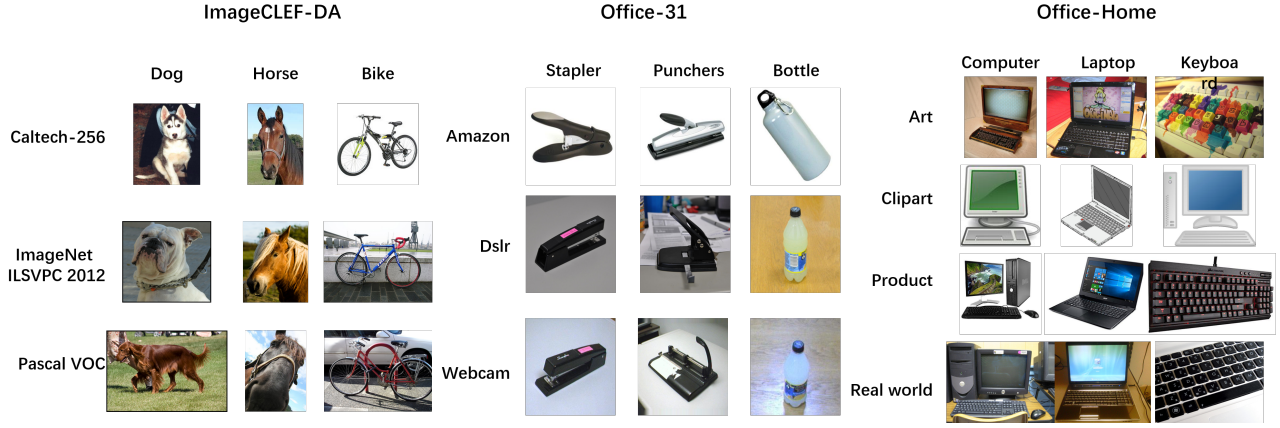 ImageCLEF-DA
Office-31
Office-Home
Dog
Horse
Bike
Stapler
Punchers
Bottle
Computer
Laptop
Keyboa
rd
Caltech-256
Amazon
Art
Clipart
ImageNet
ILSVPC 2012
Dslr
Product
Pascal VOC
Webcam
Real world